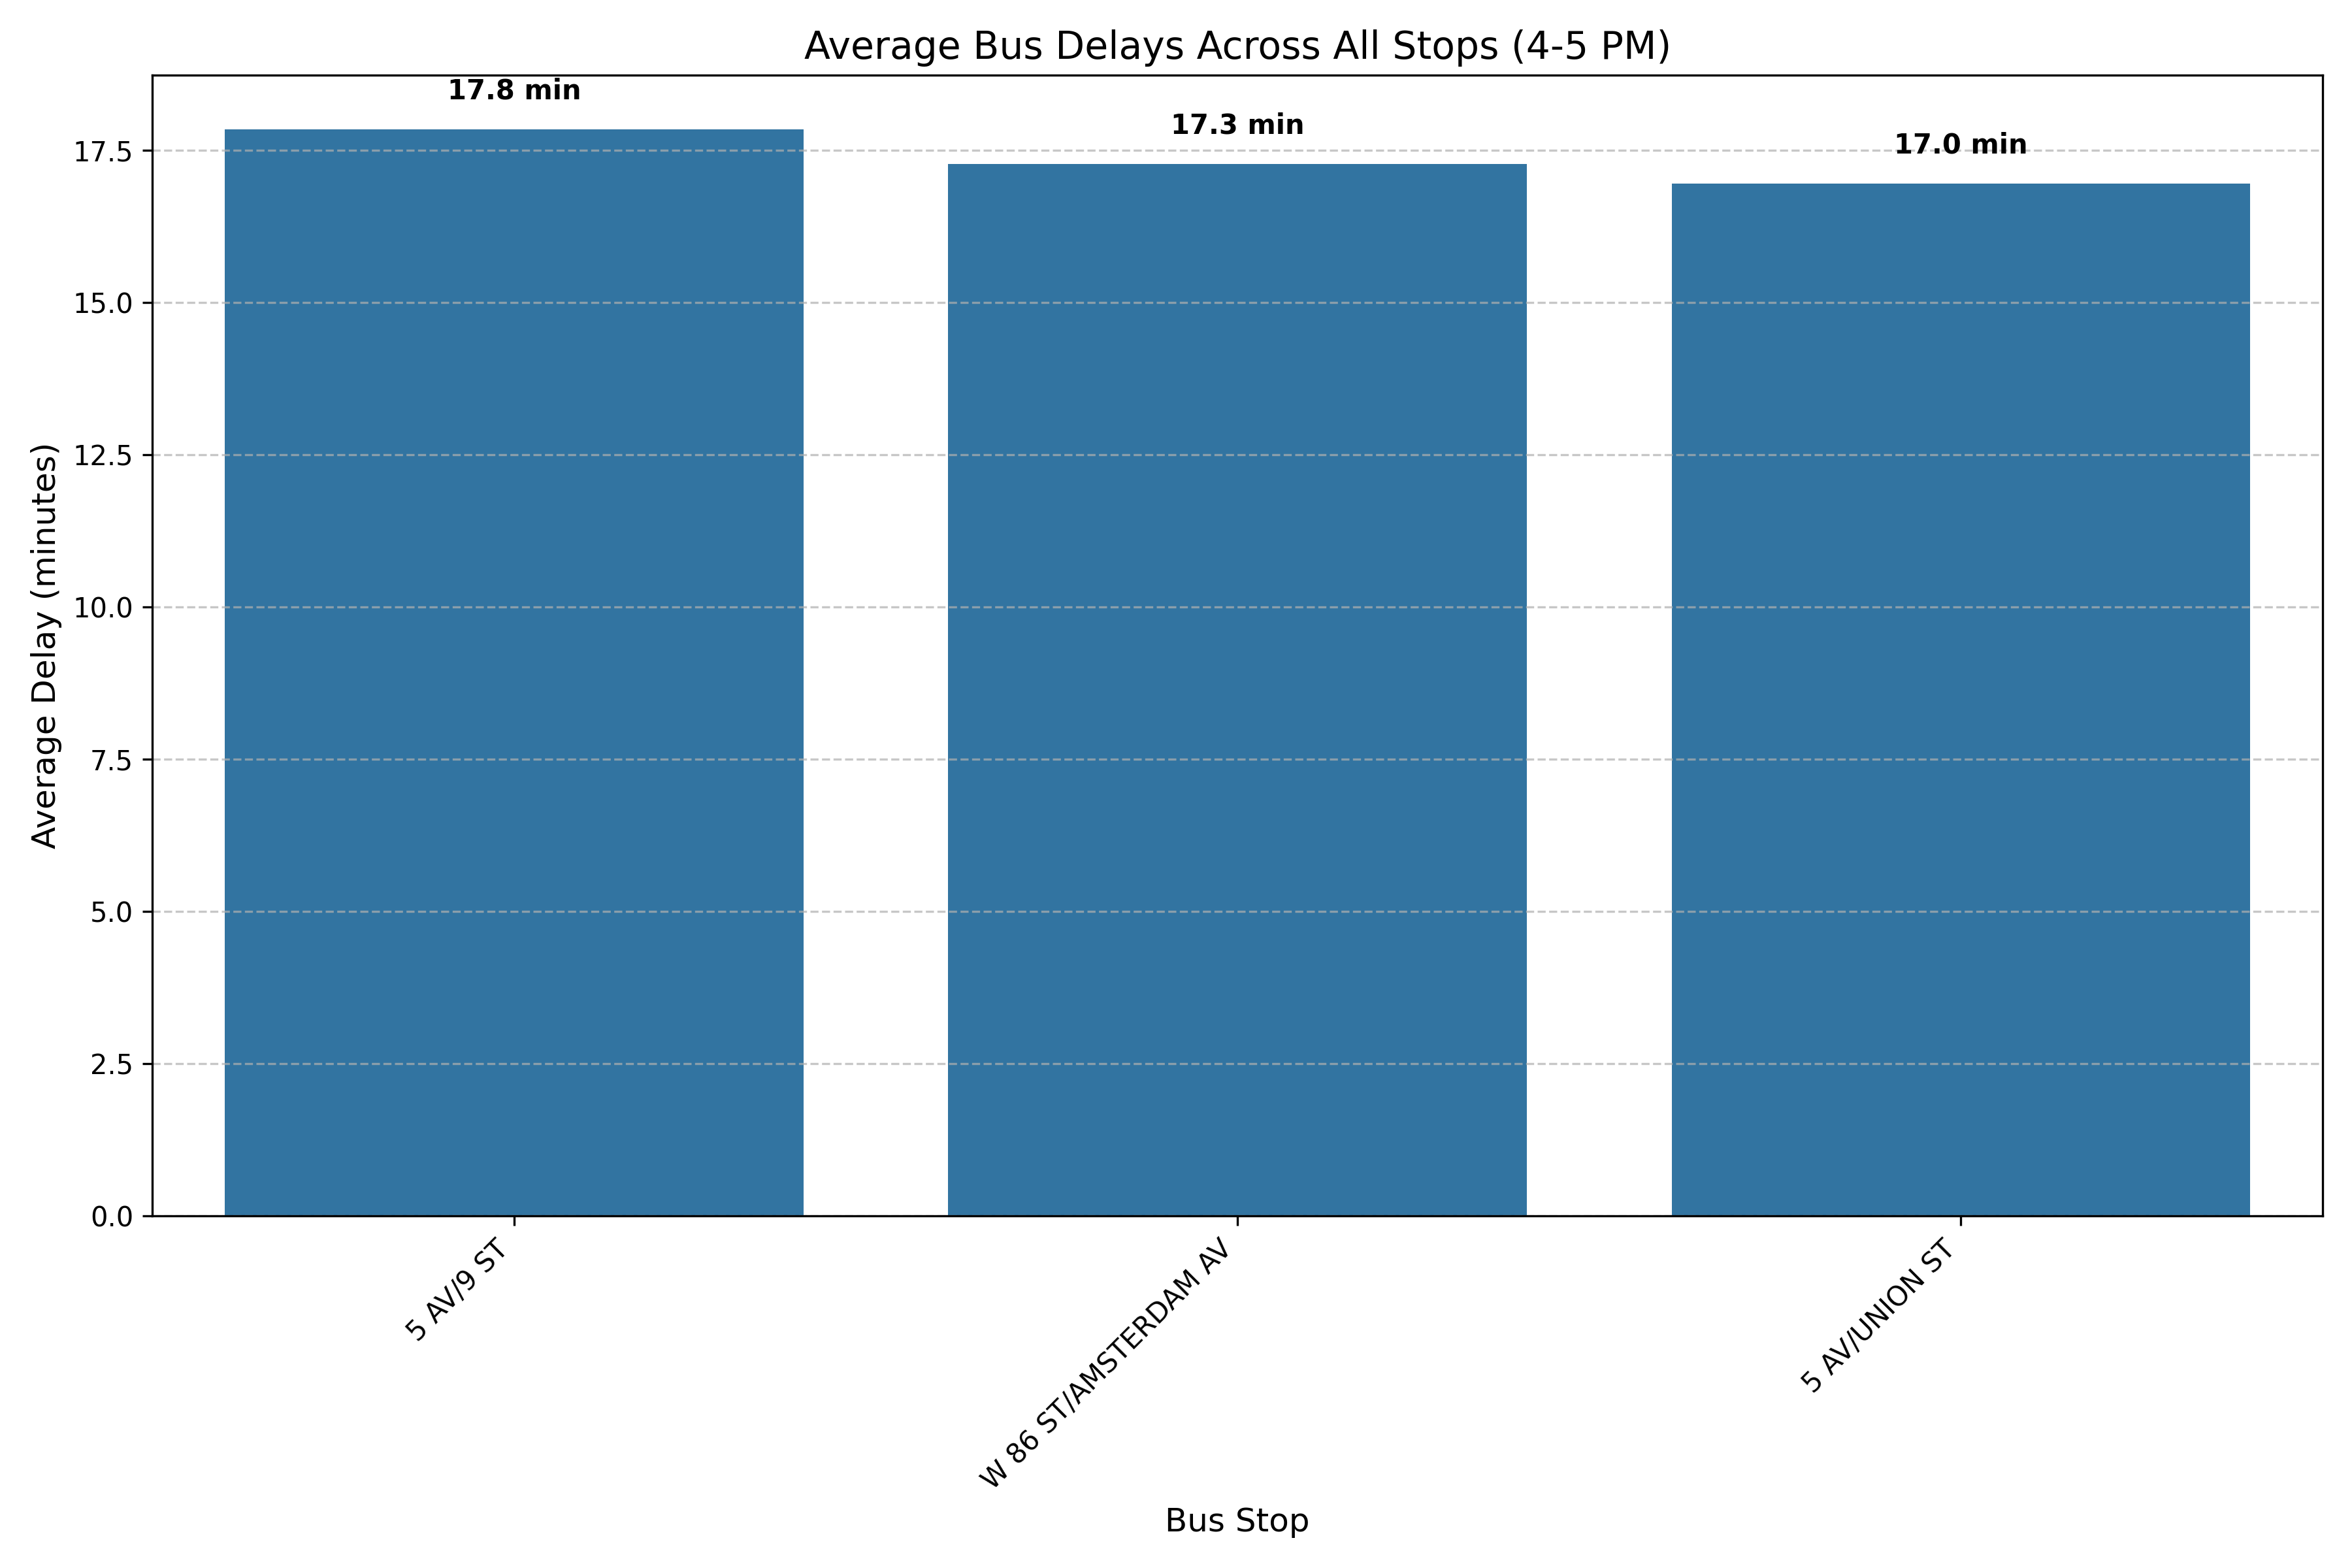 Average Bus Delays Across All Stops (4-5 PM)
17.8 min
17.3 min
17.0 min
Average Delay (minutes)
17.5
15.0
12.5
10.0
7.5
5.0
2.5
0.0
5 AV/9 ST
W 86 ST/AMSTERDAM AV
5 AV/UNION ST
Bus Stop